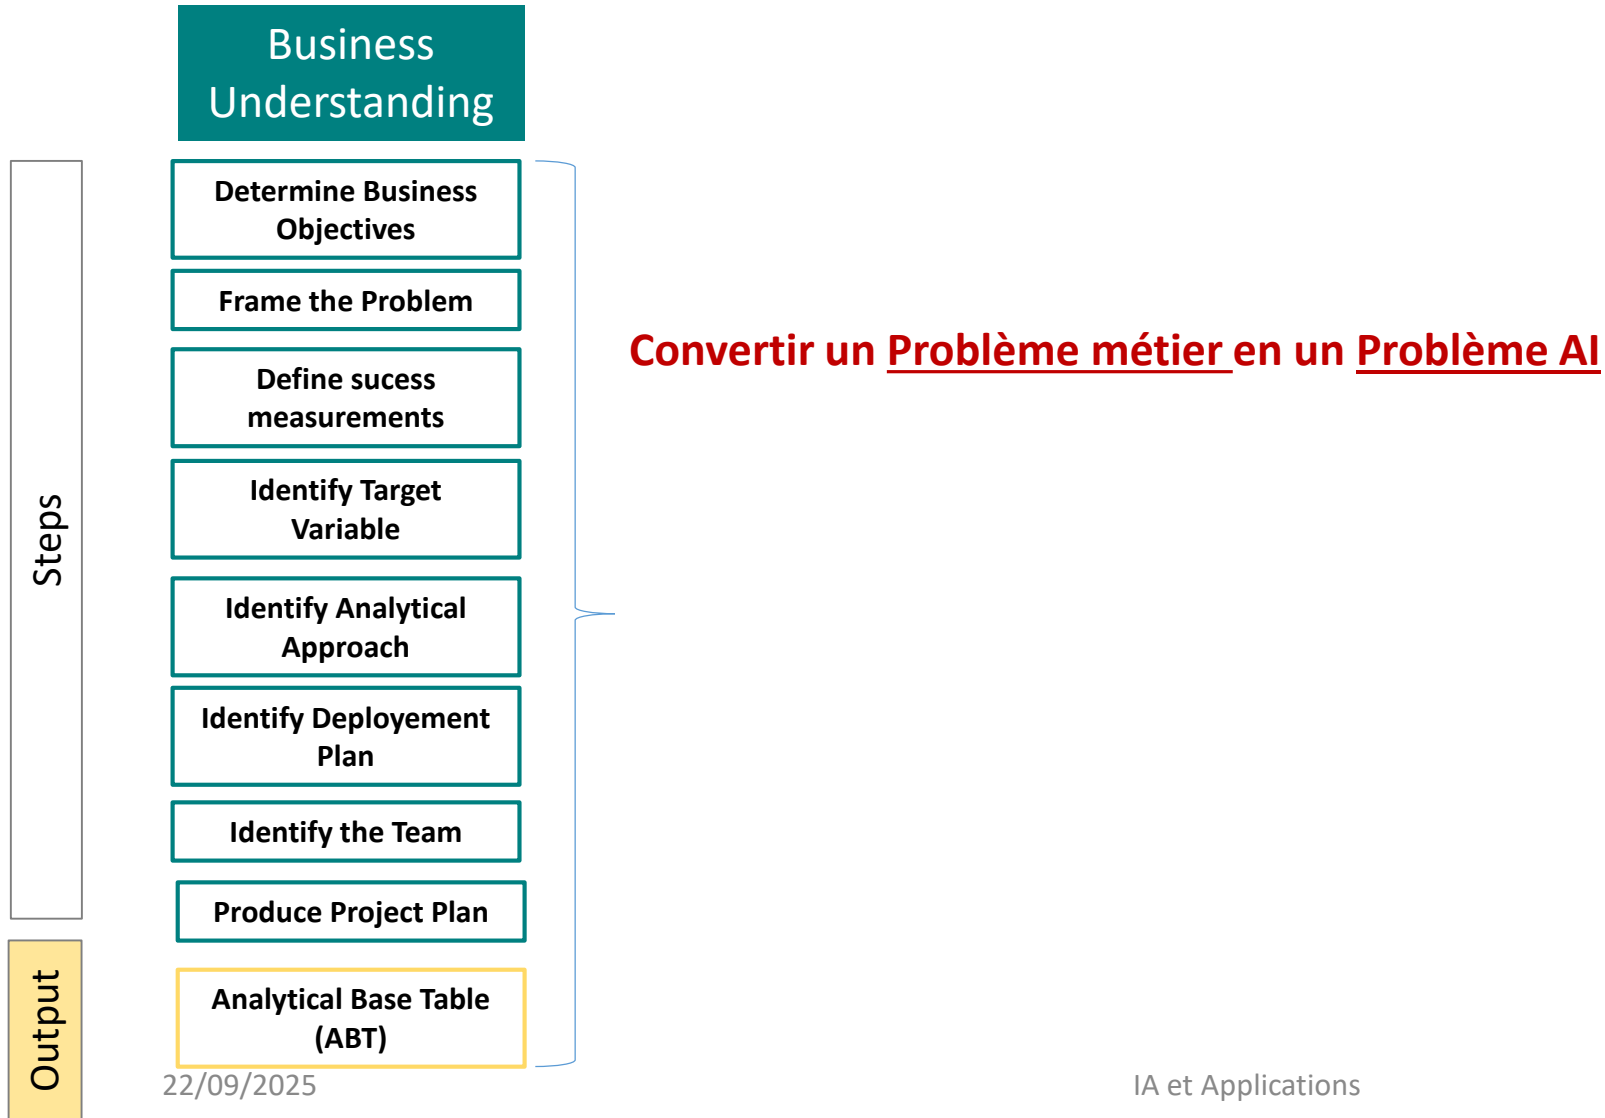 Business
Understanding
Steps
Determine Business
Objectives
Frame the Problem
Define sucess
measurements
Identify Target
Variable
Identify Analytical
Approach
Identify Deployement
Plan
Identify the Team
Produce Project Plan
Convertir un Problème métier en un Problème AI
Output
Analytical Base Table
(ABT)
22/09/2025
IA et Applications